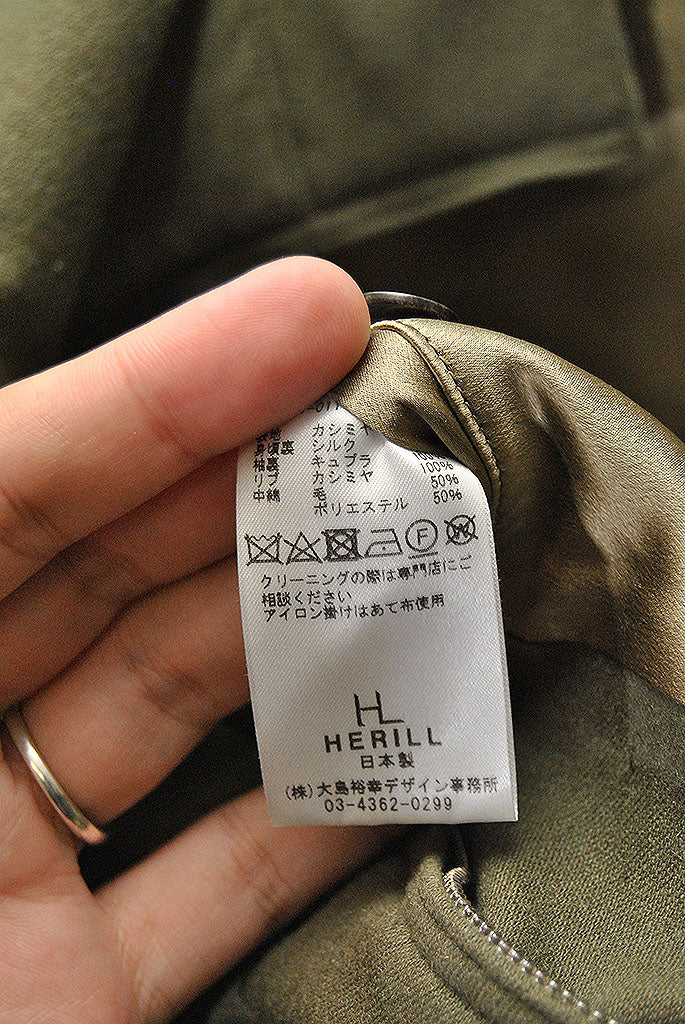 -011
表地 カシミヤ
身頃裏 シルク
袖裏 キュプラ 100%
リブ カシミヤ 100%
中綿 毛 50%
ポリエステル 50%
F
W
クリーニングの際は専門店にご
相談ください
アイロン掛けはあて布使用
HL
HERILL
日本製
(株)大島裕幸デザイン事務所
03-4362-0299